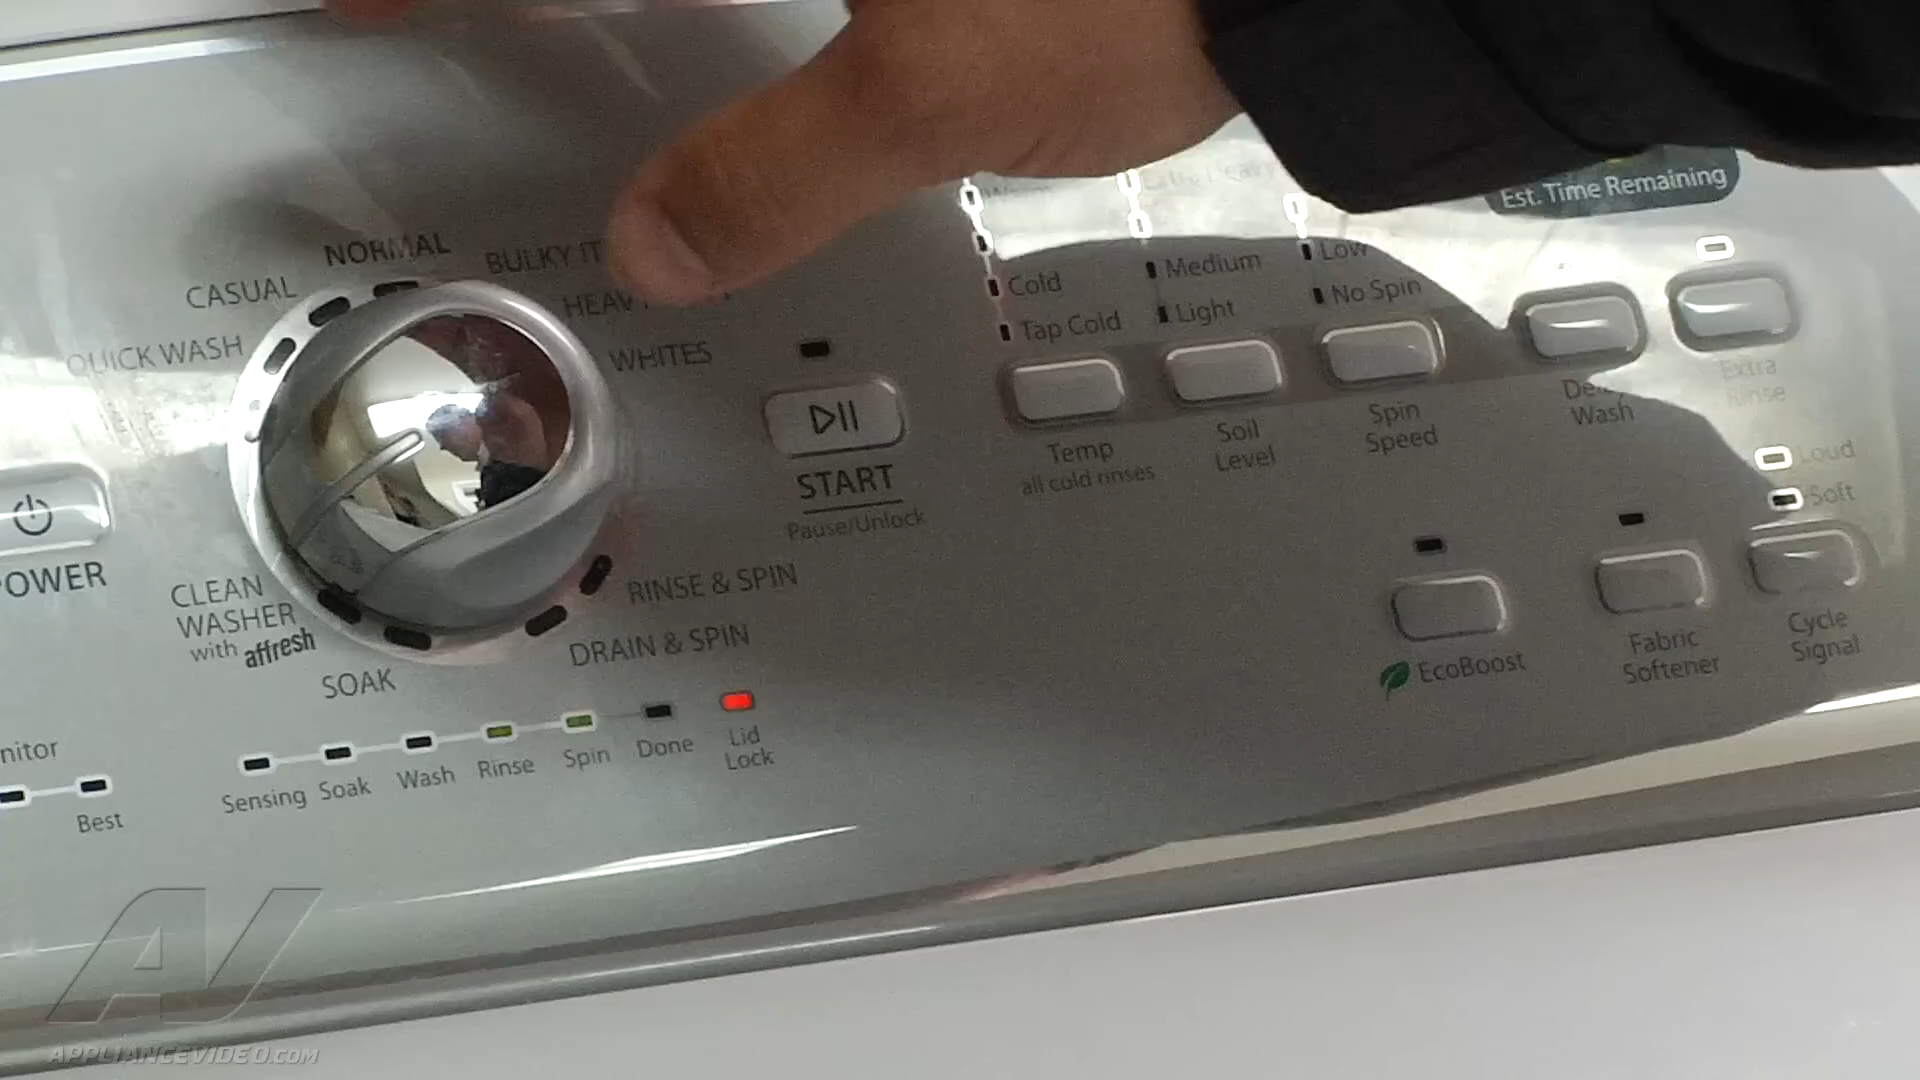 Est. Time Remaining
NORMAL
CASUAL
QUICK WASH
BULKY IT
WHITES
Cold
Tap Cold
Medium
Light
Low
No Spin
START
Pause/Unlock
Temp
all cold rinses
Soil
Level
Spin
Speed
Wash
Extra
Rinse
Loud
Soft
POWER
CLEAN
WASHER
with affresh
SOAK
RINSE & SPIN
DRAIN & SPIN
EcoBoost
Fabric
Softener
Cycle
Signal
nitor
Best
Sensing
Soak
Wash
Rinse
Spin
Done
Lid
Lock
AV
APPLIANCEVIDEO.COM